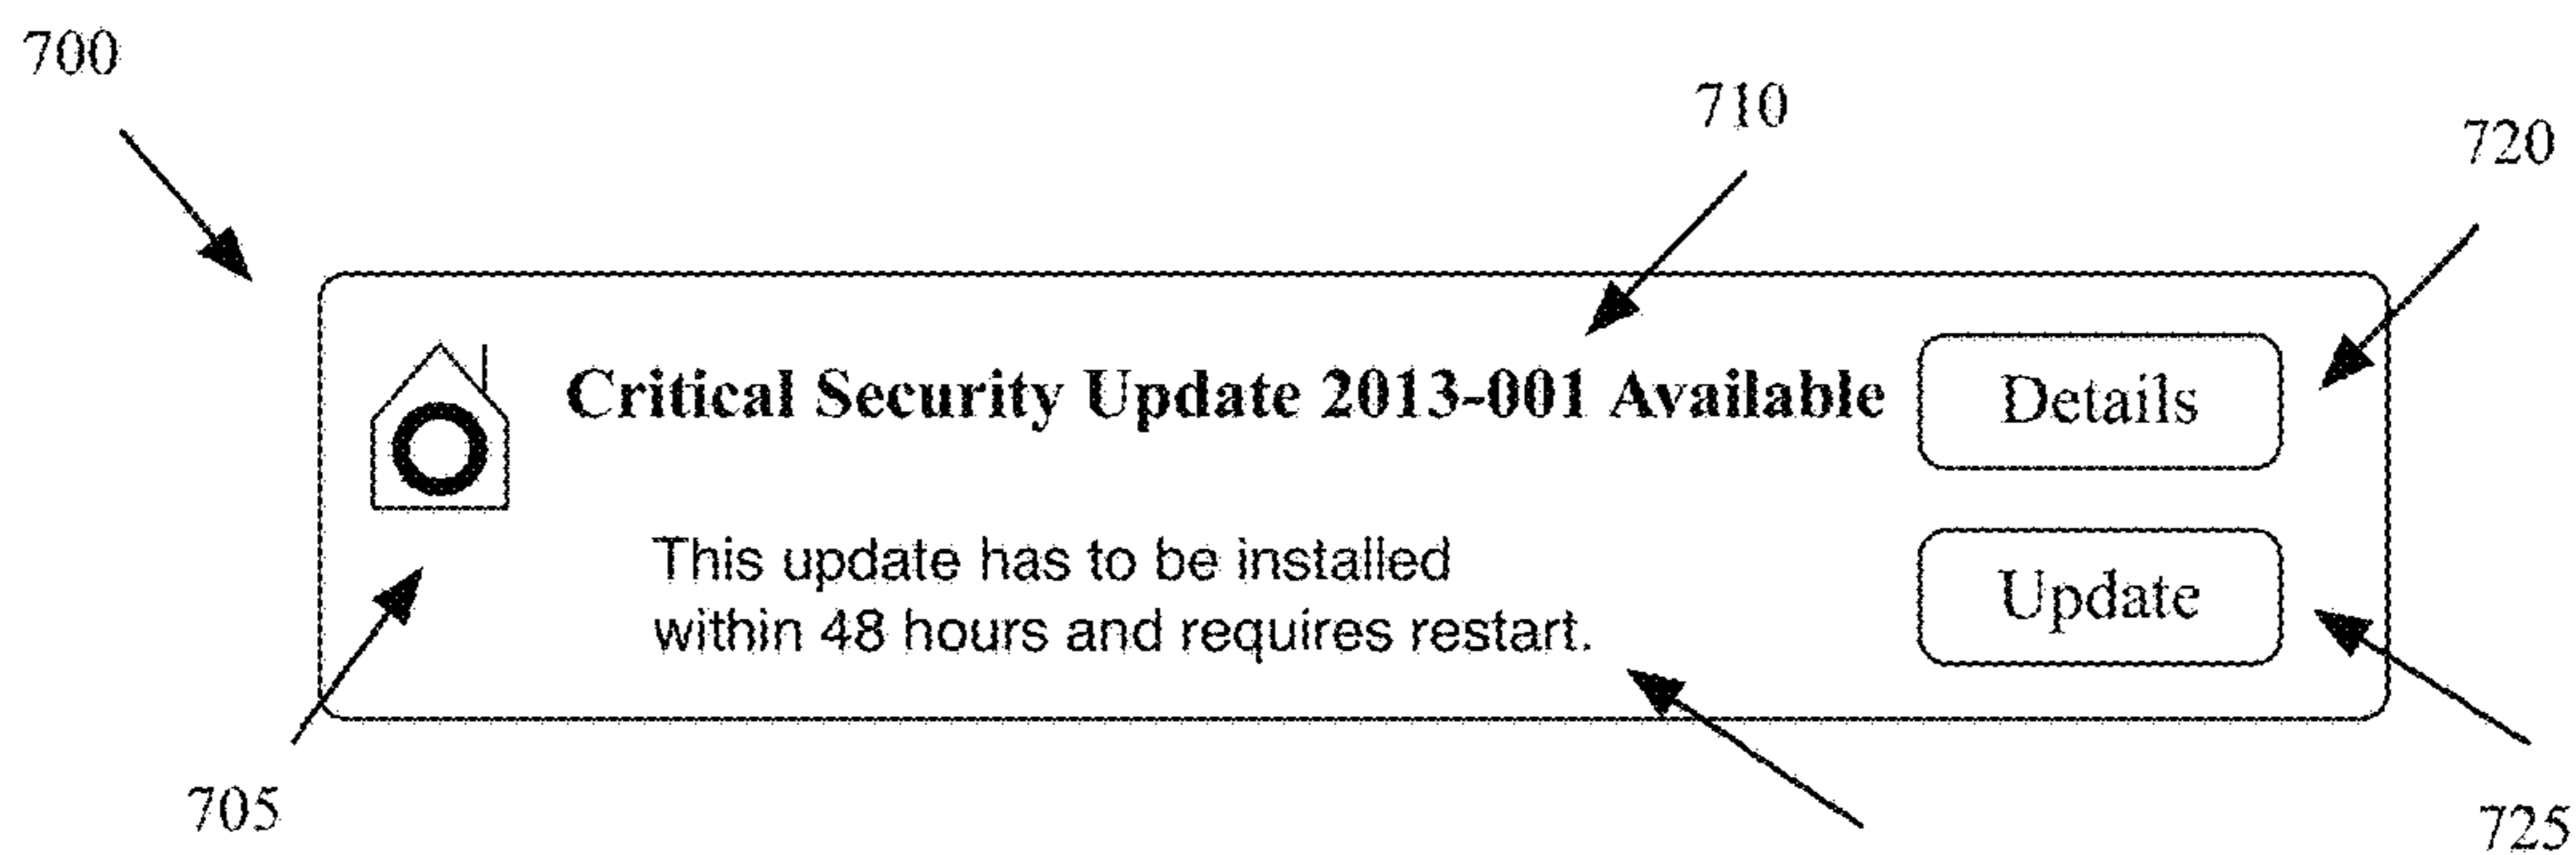 700
710
720
Critical Security Update 2013-001 Available
Details
This update has to be installed
within 48 hours and requires restart.
Update
705
725